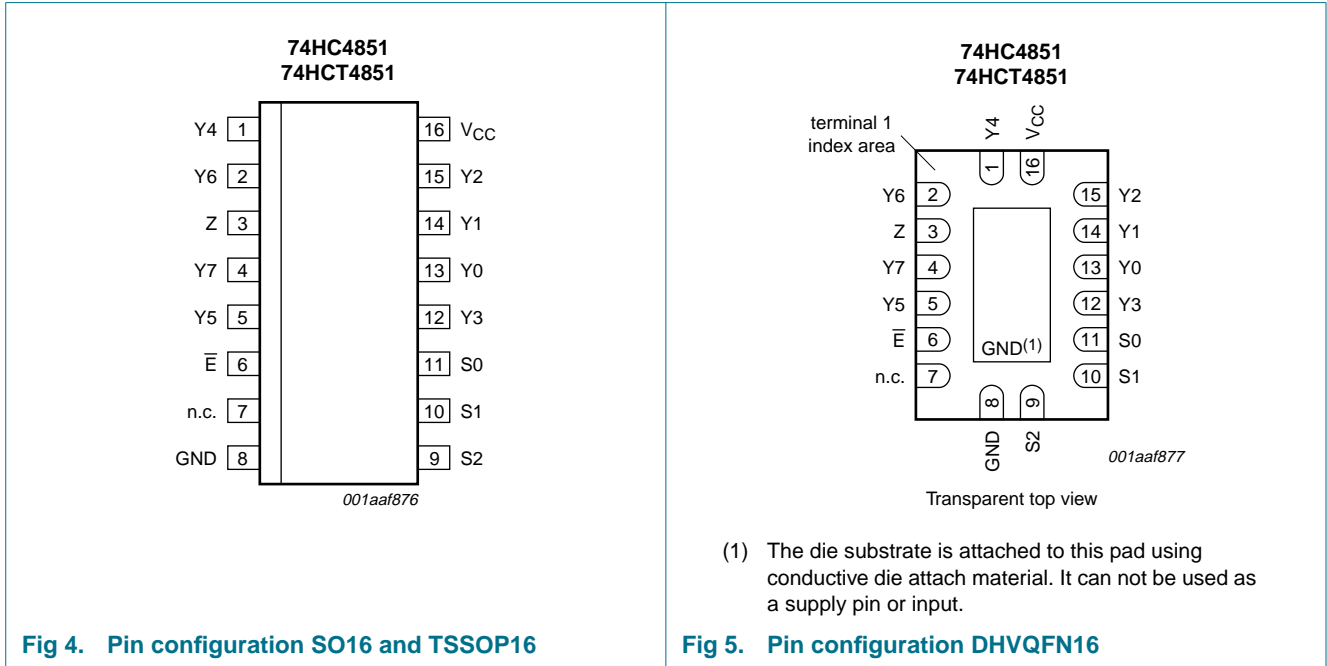 74HC4851
74HCT4851
Y4 1
16 VCC
Y6 2
15 Y2
Z 3
14 Y1
Y7 4
13 Y0
Y5 5
12 Y3
E̅ 6
11 S0
n.c. 7
10 S1
GND 8
9 S2
001aaf876
Fig 4. Pin configuration SO16 and TSSOP16
74HC4851
74HCT4851
terminal 1
index area
Y4
VCC
1
16
Y6 2
15 Y2
Z 3
14 Y1
Y7 4
13 Y0
Y5 5
12 Y3
E̅ 6
11 S0
n.c. 7
10 S1
GND(1)
8
9
GND
S2
001aaf877
Transparent top view
(1) The die substrate is attached to this pad using
conductive die attach material. It can not be used as
a supply pin or input.
Fig 5. Pin configuration DHVQFN16